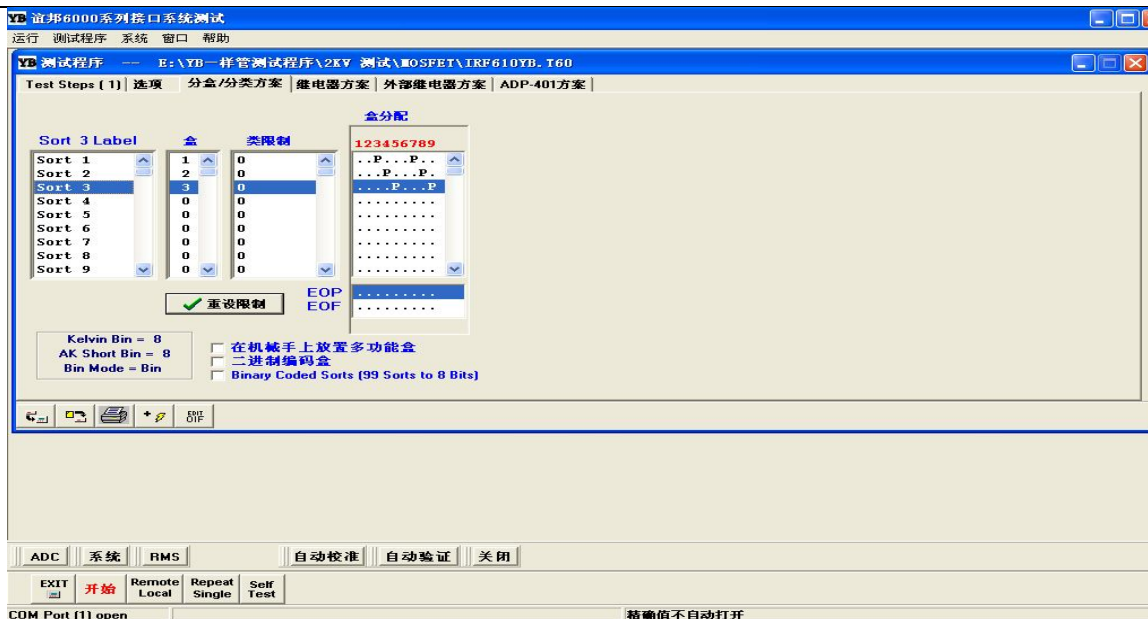 YB 谊邦6000系列接口系统测试
运行 测试程序 系统 窗口 帮助
YB 测试程序 -- E:\YB一样管测试程序\2KV 测试\MOSFET\IRF610YB.T60
Test Steps ( 1) 选项 分盒/分类方案 继电器方案 外部继电器方案 ADP-401方案
盒分配
Sort 3 Label 盒 类限制 123456789
Sort 1 1 0 ..P...P..
Sort 2 2 0 ...P...P.
Sort 3 3 0 ....P...P
Sort 4 0 0 .........
Sort 5 0 0 .........
Sort 6 0 0 .........
Sort 7 0 0 .........
Sort 8 0 0 .........
Sort 9 0 0 .........
重设限制 EOP .........
EOF .........
Kelvin Bin = 8
AK Short Bin = 8
Bin Mode = Bin
在机械手上放置多功能盒
二进制编码盒
Binary Coded Sorts (99 Sorts to 8 Bits)
EDIT
OIF
ADC 系统 RMS 自动校准 自动验证 关闭
EXIT 开始 Remote Local Repeat Single Self Test
COM Port (1) open 精确值不自动打开